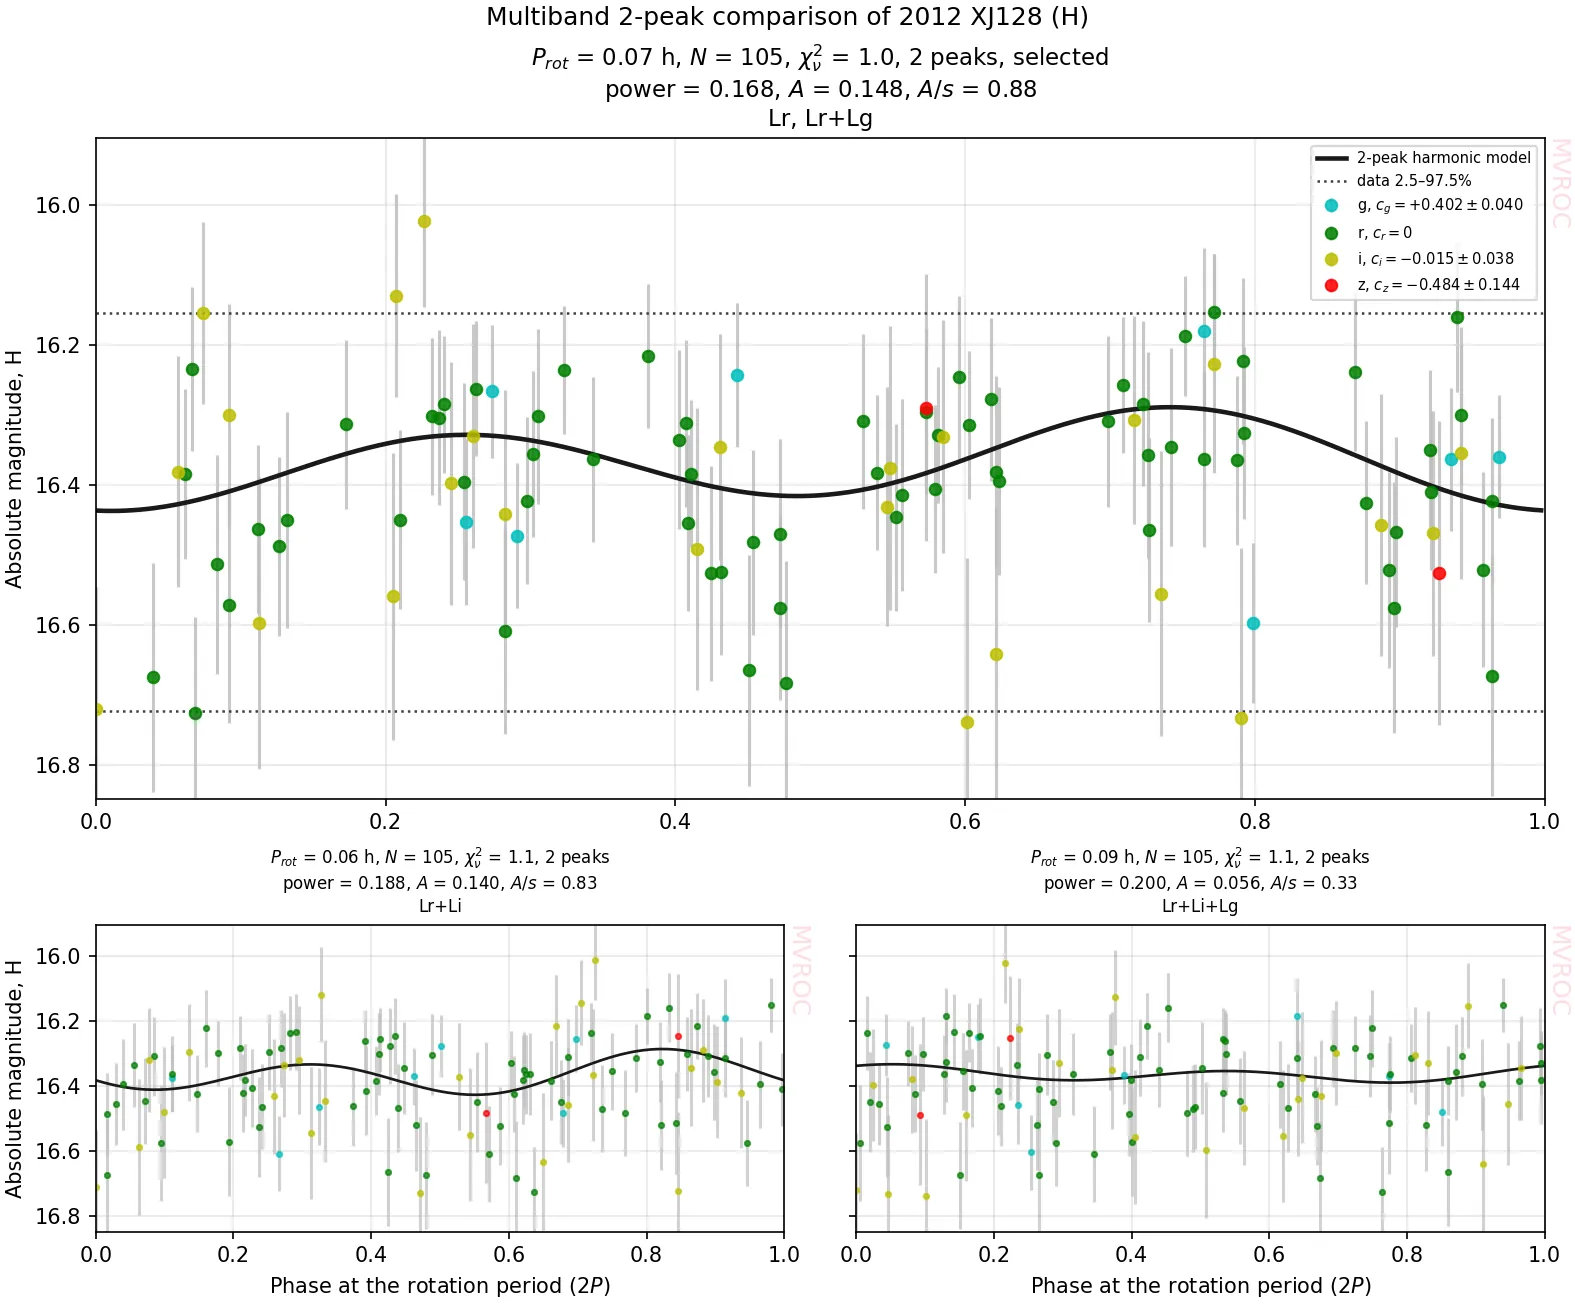 Multiband 2-peak comparison of 2012 XJ128 (H)
P_rot = 0.07 h, N = 105, χ²_ν = 1.0, 2 peaks, selected
power = 0.168, A = 0.148, A/s = 0.88
Lr, Lr+Lg
2-peak harmonic model
data 2.5–97.5%
g, c_g = +0.402 ± 0.040
r, c_r = 0
i, c_i = −0.015 ± 0.038
z, c_z = −0.484 ± 0.144
MVROC
Absolute magnitude, H
16.0
16.2
16.4
16.6
16.8
0.0 0.2 0.4 0.6 0.8 1.0
P_rot = 0.06 h, N = 105, χ²_ν = 1.1, 2 peaks
power = 0.188, A = 0.140, A/s = 0.83
Lr+Li
MVROC
Absolute magnitude, H
16.0
16.2
16.4
16.6
16.8
0.0 0.2 0.4 0.6 0.8 1.0
Phase at the rotation period (2P)
P_rot = 0.09 h, N = 105, χ²_ν = 1.1, 2 peaks
power = 0.200, A = 0.056, A/s = 0.33
Lr+Li+Lg
MVROC
0.0 0.2 0.4 0.6 0.8 1.0
Phase at the rotation period (2P)